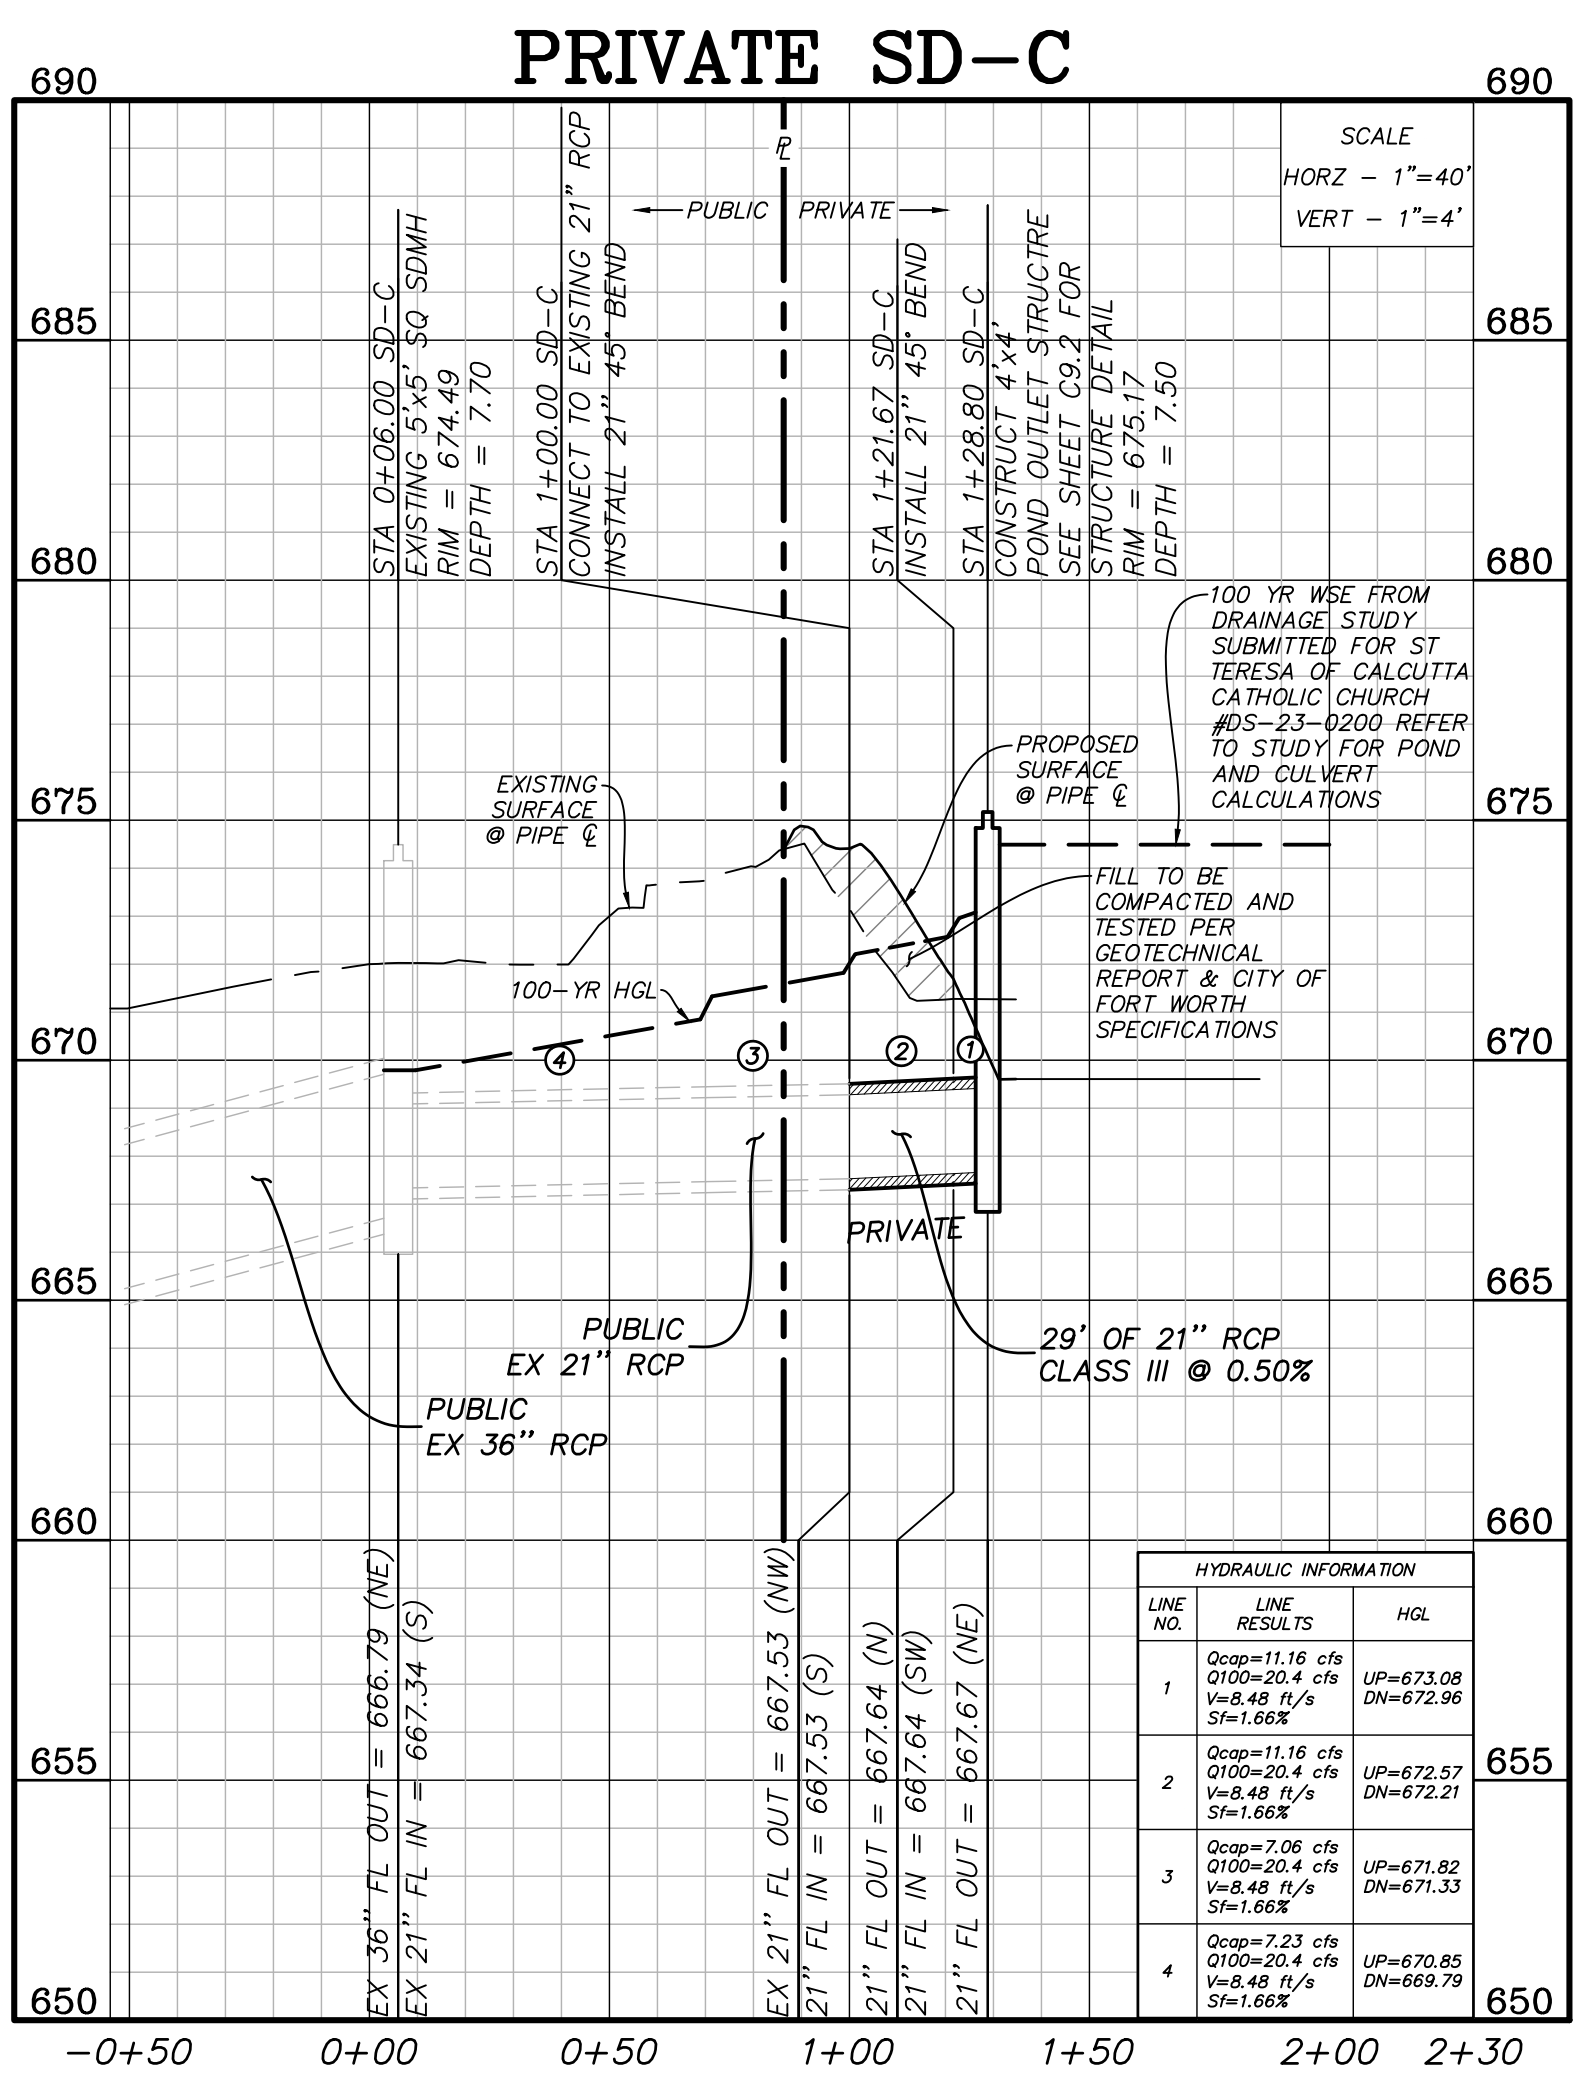 PRIVATE SD-C
690
690
SCALE
HORZ - 1"=40'
VERT - 1"=4'
PL
PUBLIC
PRIVATE
685
685
STA 0+06.00 SD-C
EXISTING 5'x5' SQ SDMH
RIM = 674.49
DEPTH = 7.70
STA 1+00.00 SD-C
CONNECT TO EXISTING 21" RCP
INSTALL 21" 45° BEND
STA 1+21.67 SD-C
INSTALL 21" 45° BEND
STA 1+28.80 SD-C
CONSTRUCT 4'x4'
POND OUTLET STRUCTRE
SEE SHEET C9.2 FOR
STRUCTURE DETAIL
RIM = 675.17
DEPTH = 7.50
680
680
100 YR WSE FROM
DRAINAGE STUDY
SUBMITTED FOR ST
TERESA OF CALCUTTA
CATHOLIC CHURCH
#DS-23-0200 REFER
TO STUDY FOR POND
AND CULVERT
CALCULATIONS
PROPOSED
SURFACE
@ PIPE CL
EXISTING
SURFACE
@ PIPE CL
675
675
FILL TO BE
COMPACTED AND
TESTED PER
GEOTECHNICAL
REPORT & CITY OF
FORT WORTH
SPECIFICATIONS
100-YR HGL
670
670
4
3
2
1
PRIVATE
665
665
PUBLIC
EX 21" RCP
29' OF 21" RCP
CLASS III @ 0.50%
PUBLIC
EX 36" RCP
660
660
EX 36" FL OUT = 666.79 (NE)
EX 21" FL IN = 667.34 (S)
EX 21" FL OUT = 667.53 (NW)
21" FL IN = 667.53 (S)
21" FL OUT = 667.64 (N)
21" FL IN = 667.64 (SW)
21" FL OUT = 667.67 (NE)
HYDRAULIC INFORMATION
LINE NO.
LINE RESULTS
HGL
1
Qcap=11.16 cfs
Q100=20.4 cfs
V=8.48 ft/s
Sf=1.66%
UP=673.08
DN=672.96
2
Qcap=11.16 cfs
Q100=20.4 cfs
V=8.48 ft/s
Sf=1.66%
UP=672.57
DN=672.21
3
Qcap=7.06 cfs
Q100=20.4 cfs
V=8.48 ft/s
Sf=1.66%
UP=671.82
DN=671.33
4
Qcap=7.23 cfs
Q100=20.4 cfs
V=8.48 ft/s
Sf=1.66%
UP=670.85
DN=669.79
655
655
650
650
-0+50
0+00
0+50
1+00
1+50
2+00
2+30